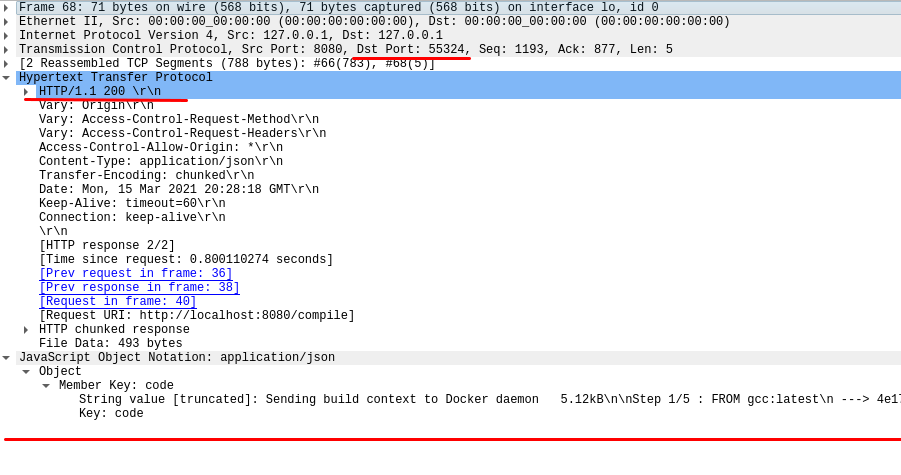 Frame 68: 71 bytes on wire (568 bits), 71 bytes captured (568 bits) on interface lo, id 0
Ethernet II, Src: 00:00:00_00:00:00 (00:00:00:00:00:00), Dst: 00:00:00_00:00:00 (00:00:00:00:00:00)
Internet Protocol Version 4, Src: 127.0.0.1, Dst: 127.0.0.1
Transmission Control Protocol, Src Port: 8080, Dst Port: 55324, Seq: 1193, Ack: 877, Len: 5
[2 Reassembled TCP Segments (788 bytes): #66(783), #68(5)]
Hypertext Transfer Protocol
HTTP/1.1 200 \r\n
Vary: Origin\r\n
Vary: Access-Control-Request-Method\r\n
Vary: Access-Control-Request-Headers\r\n
Access-Control-Allow-Origin: *\r\n
Content-Type: application/json\r\n
Transfer-Encoding: chunked\r\n
Date: Mon, 15 Mar 2021 20:28:18 GMT\r\n
Keep-Alive: timeout=60\r\n
Connection: keep-alive\r\n
\r\n
[HTTP response 2/2]
[Time since request: 0.800110274 seconds]
[Prev request in frame: 36]
[Prev response in frame: 38]
[Request in frame: 40]
[Request URI: http://localhost:8080/compile]
HTTP chunked response
File Data: 493 bytes
JavaScript Object Notation: application/json
Object
Member Key: code
String value [truncated]: Sending build context to Docker daemon   5.12kB\n\nStep 1/5 : FROM gcc:latest\n ---> 4e17
Key: code